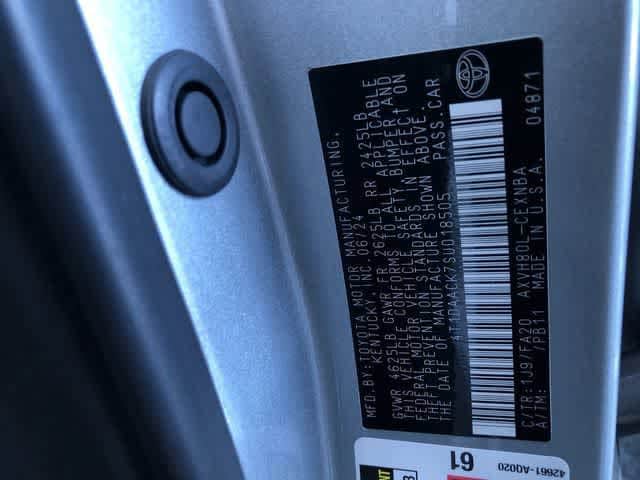 MFD.BY:TOYOTA MOTOR MANUFACTURING,
KENTUCKY, INC. 06/24
GVWR 4625LB GAWR FR 2625LB RR 2425LB
THIS VEHICLE CONFORMS TO ALL APPLICABLE
FEDERAL MOTOR VEHICLE SAFETY, BUMPER AND
THEFT PREVENTION STANDARDS IN EFFECT ON
THE DATE OF MANUFACTURE SHOWN ABOVE.
4T1DAACK7SU018505 PASS.CAR
C/TR:1J9/FA20 AXVH80L-CEXNBA 04871
A/TM: /PB11 MADE IN U.S.A.
61
42661-AQ020